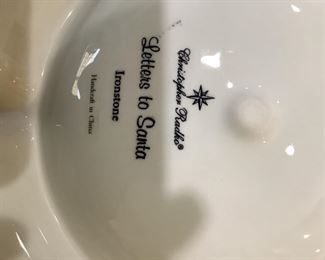 Christopher Radko®
Letters to Santa
Ironstone
Handcraft in China